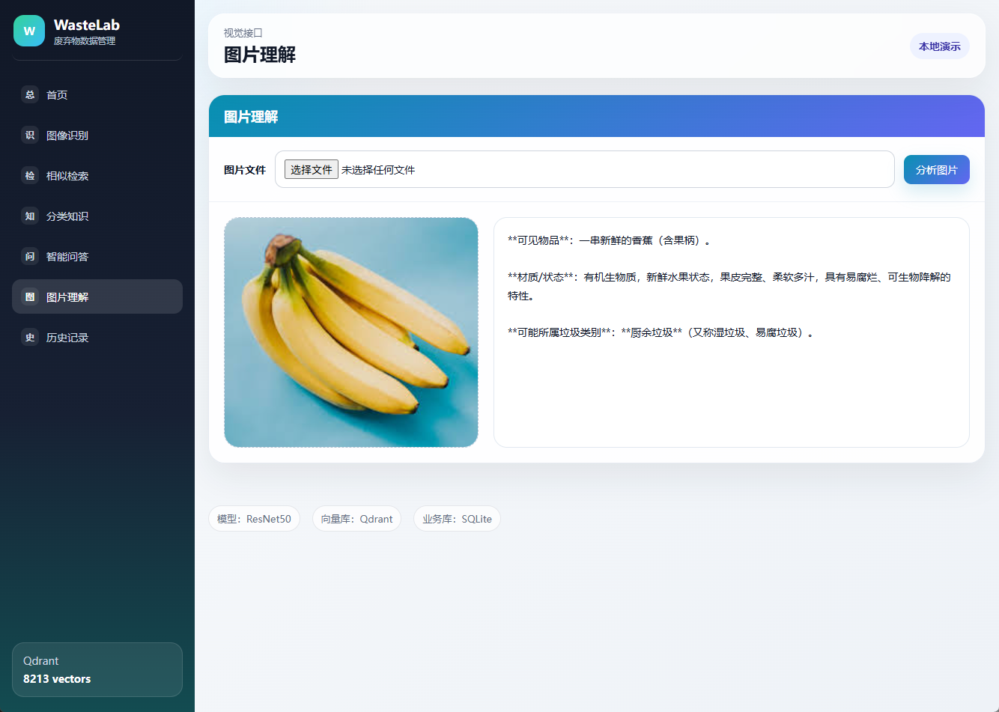 W
WasteLab
废弃物数据管理
总 首页
识 图像识别
检 相似检索
知 分类知识
问 智能问答
图 图片理解
史 历史记录
Qdrant
8213 vectors
视觉接口
图片理解
本地演示
图片理解
图片文件 选择文件 未选择任何文件 分析图片
**可见物品**：一串新鲜的香蕉（含果柄）。
**材质/状态**：有机生物质，新鲜水果状态，果皮完整、柔软多汁，具有易腐烂、可生物降解的
特性。
**可能所属垃圾类别**：**厨余垃圾**（又称湿垃圾、易腐垃圾）。
模型：ResNet50 向量库：Qdrant 业务库：SQLite